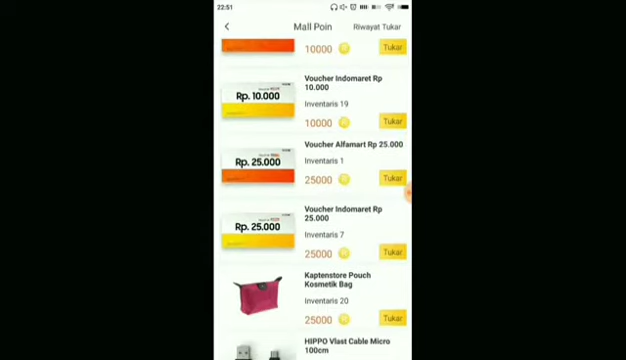 22:51
Mall Poin
Riwayat Tukar
10000
Tukar
Voucher Indomaret Rp
10.000
Rp. 10.000
Inventaris 19
10000
Tukar
Voucher Alfamart Rp 25.000
Rp. 25.000
Inventaris 1
25000
Tukar
Voucher Indomaret Rp
25.000
Rp. 25.000
Inventaris 7
25000
Tukar
Kaptenstore Pouch
Kosmetik Bag
Inventaris 20
25000
Tukar
HIPPO Vlast Cable Micro
100cm